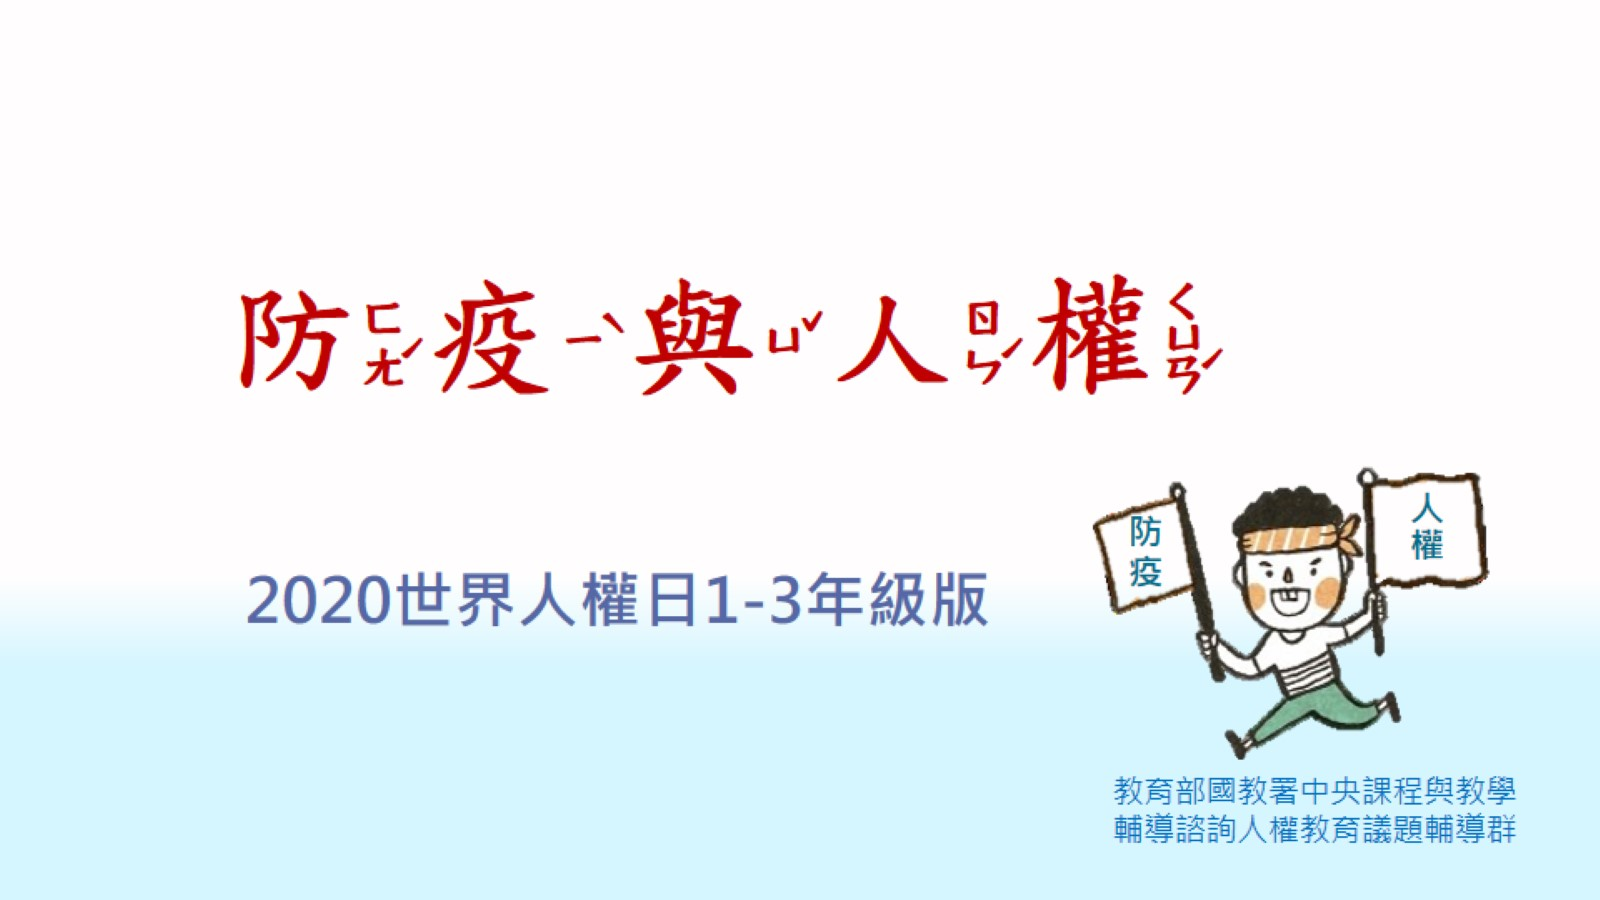 防ㄈㄤˊ疫ㄧˋ與ㄩˇ人ㄖㄣˊ權ㄑㄩㄢˊ
防疫
人權
2020世界人權日1-3年級版
教育部國教署中央課程與教學
輔導諮詢人權教育議題輔導群